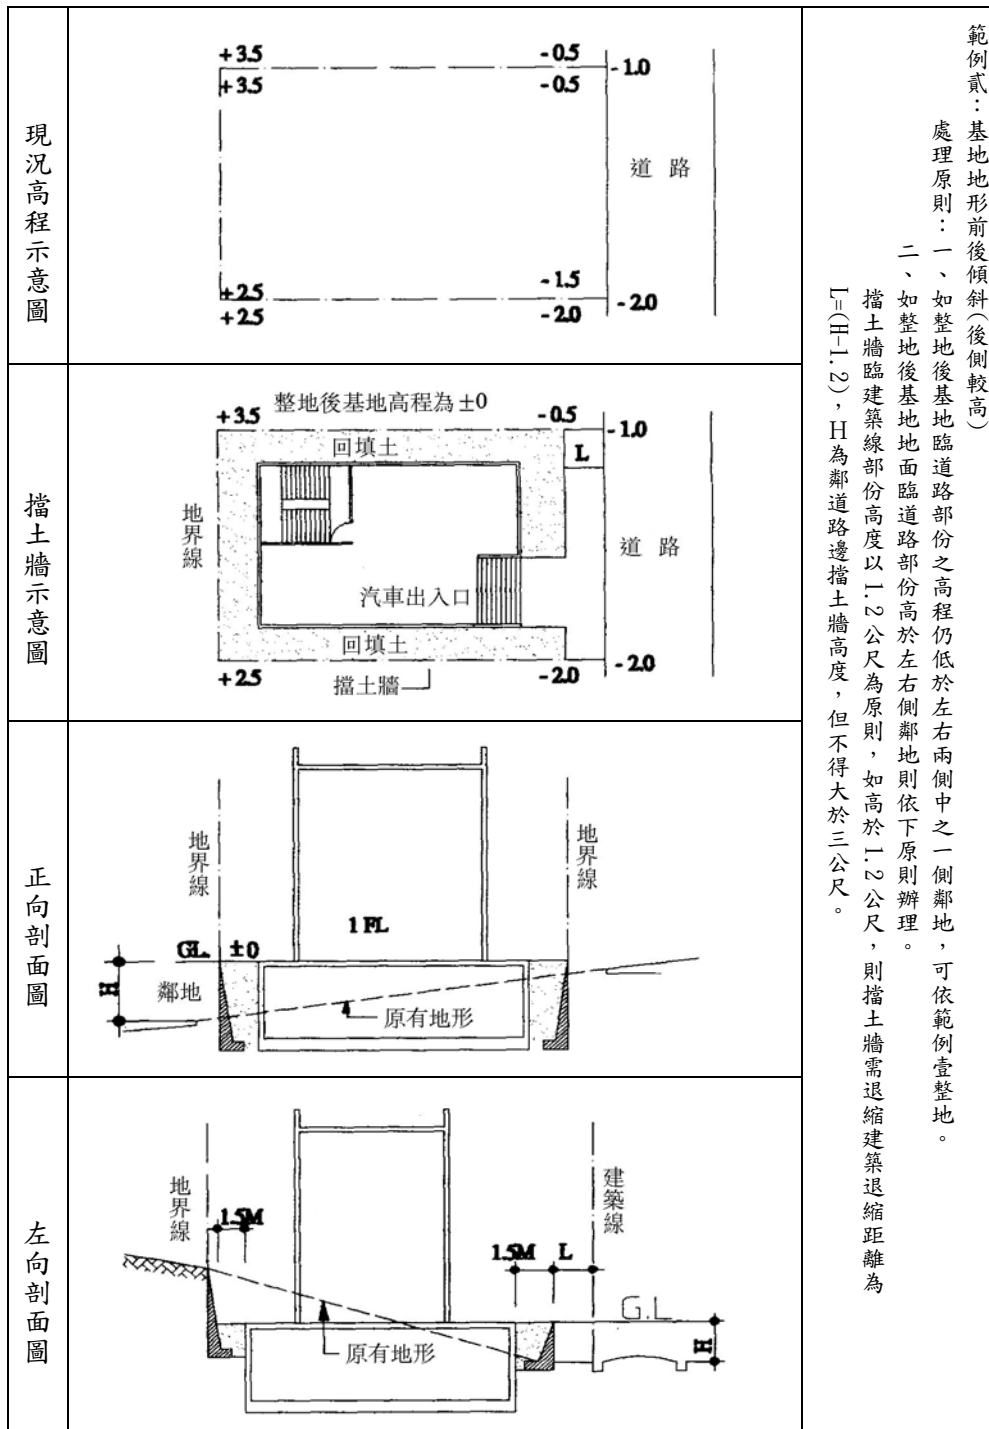 範例貳：基地地形前後傾斜(後側較高)
處理原則：一、如整地後基地臨道路部份之高程仍低於左右兩側中之一側鄰地，可依範例壹整地。
二、如整地後基地地面臨道路部份高於左右側鄰地則依下原則辦理。
擋土牆臨建築線部份高度以1.2公尺為原則，如高於1.2公尺，則擋土牆需退縮建築退縮距離為
L=(H-1.2)，H為鄰道路邊擋土牆高度，但不得大於三公尺。
現況高程示意圖
+3.5
-0.5
-1.0
+3.5
-0.5
道路
+2.5
-1.5
-2.0
+2.5
-2.0
擋土牆示意圖
整地後基地高程為±0
+3.5
-0.5
-1.0
回填土
L
地界線
道路
汽車出入口
回填土
-2.0
+2.5
擋土牆
-2.0
正向剖面圖
地界線
地界線
1 FL
GL. ±0
H
鄰地
原有地形
左向剖面圖
地界線
建築線
1.5M
1.5M
L
G.L
H
原有地形